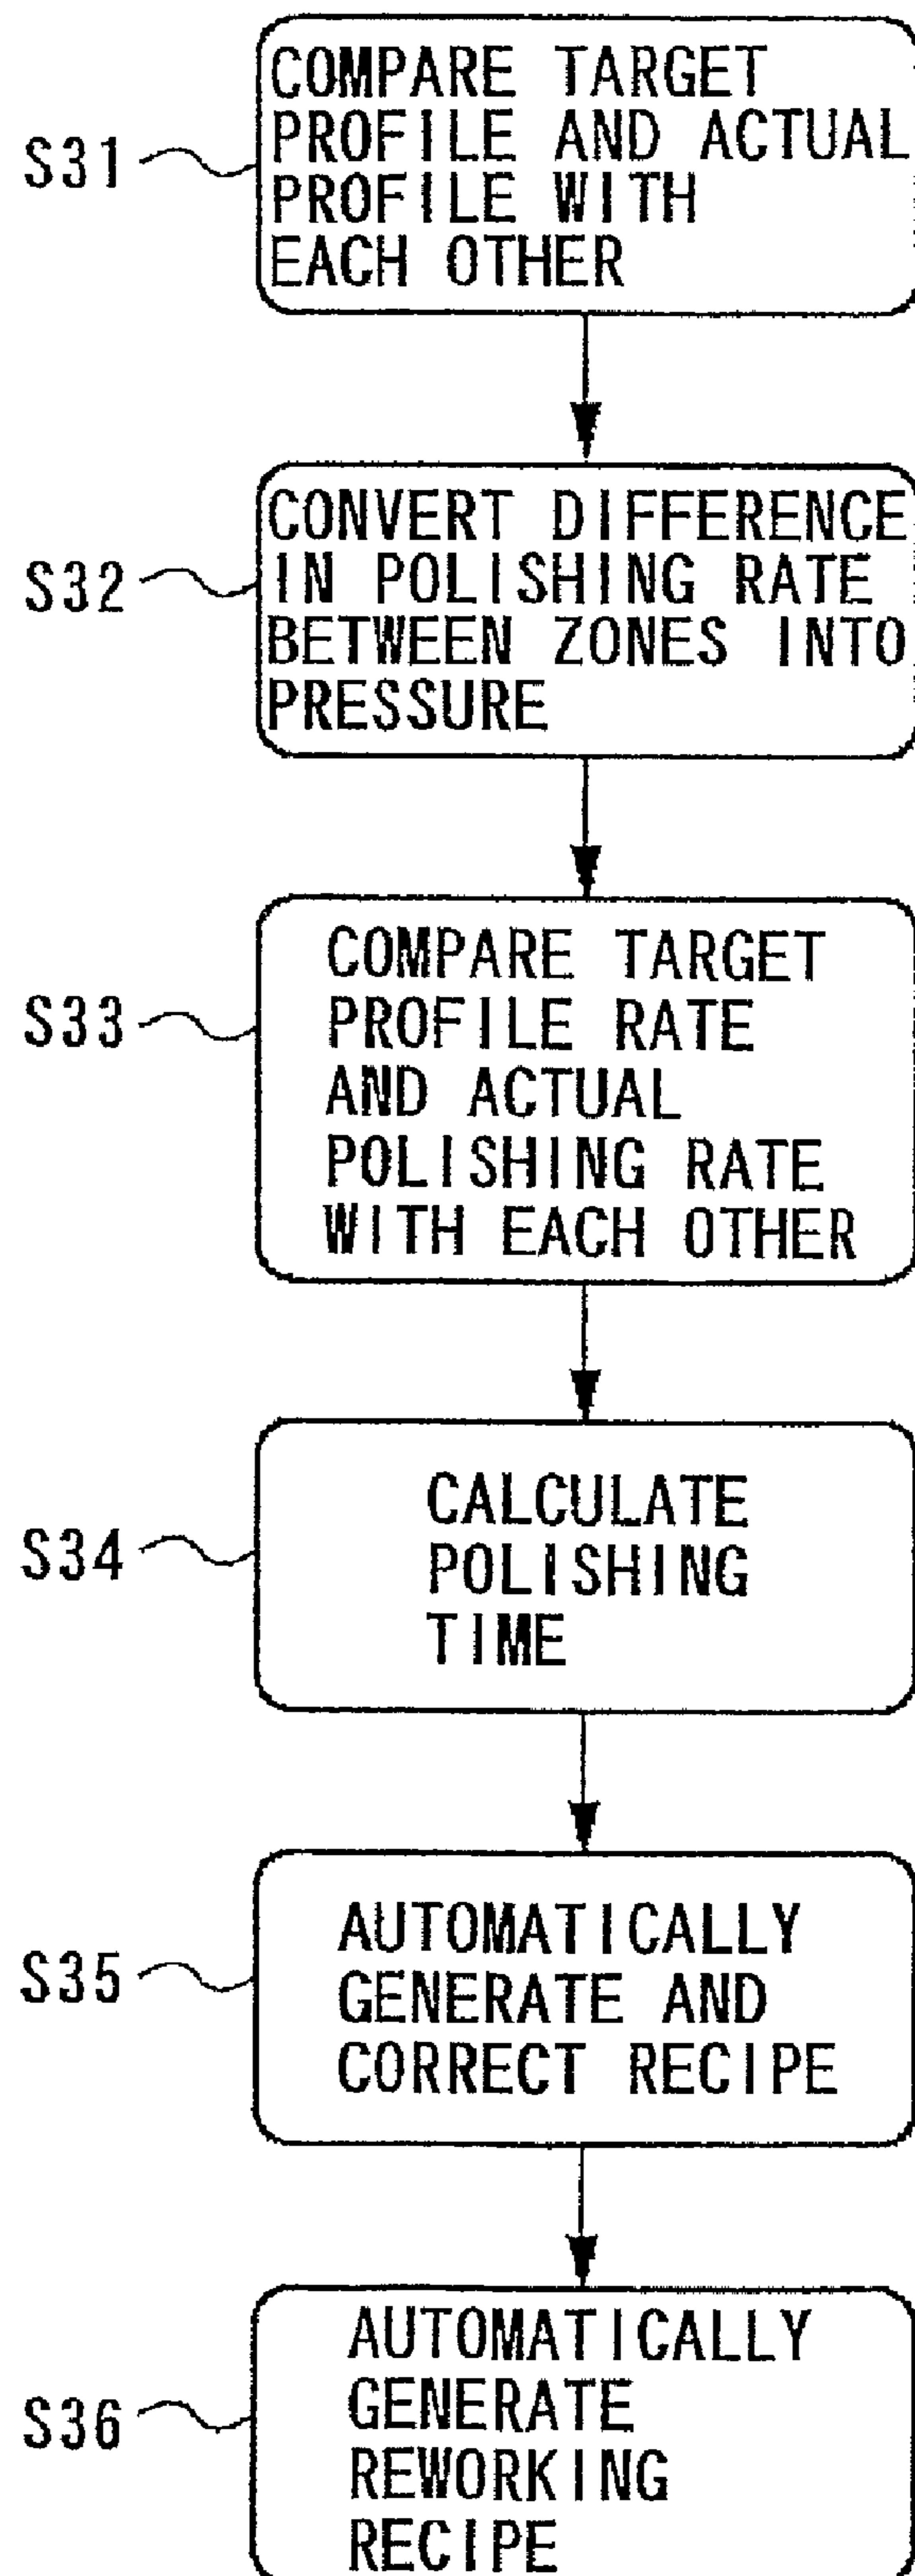 S31
COMPARE TARGET
PROFILE AND ACTUAL
PROFILE WITH
EACH OTHER
S32
CONVERT DIFFERENCE
IN POLISHING RATE
BETWEEN ZONES INTO
PRESSURE
S33
COMPARE TARGET
PROFILE RATE
AND ACTUAL
POLISHING RATE
WITH EACH OTHER
S34
CALCULATE
POLISHING
TIME
S35
AUTOMATICALLY
GENERATE AND
CORRECT RECIPE
S36
AUTOMATICALLY
GENERATE
REWORKING
RECIPE